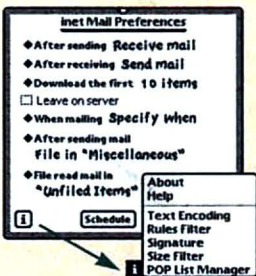 inet Mail Preferences
After sending Receive mail
After receiving Send mail
Download the first 10 items
Leave on server
When mailing Specify when
After sending mail
File in "Miscellaneous"
File read mail in
"Unfiled Items"
i Schedule
About
Help
Text Encoding
Rules Filter
Signature
Size Filter
POP List Manager
i